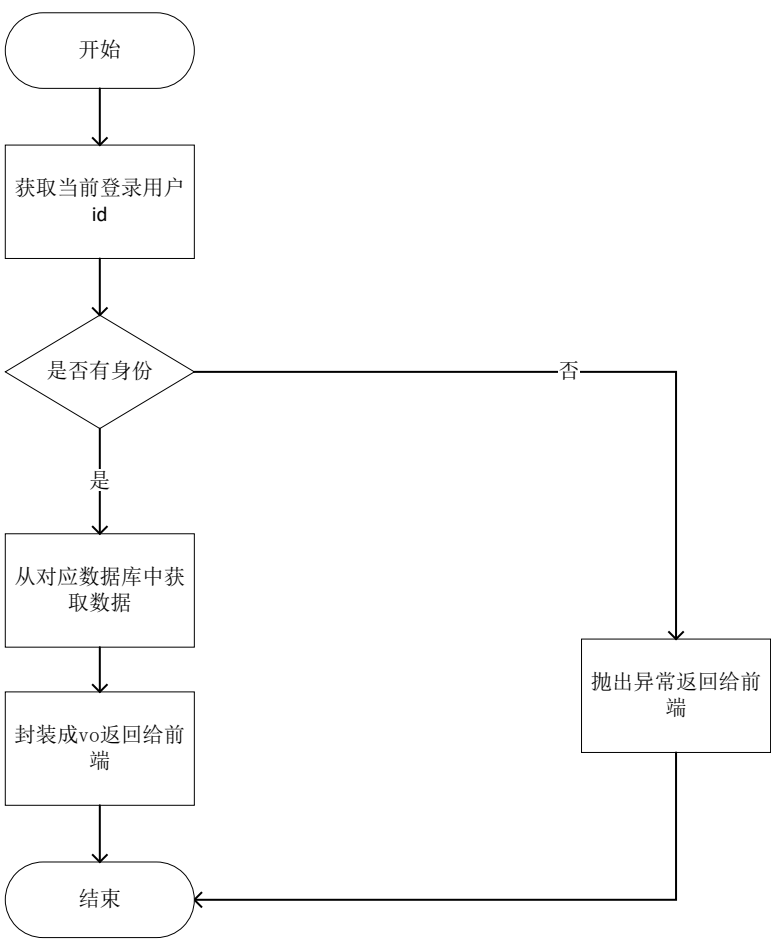 开始
获取当前登录用户
id
是否有身份
否
是
从对应数据库中获
取数据
抛出异常返回给前
端
封装成vo返回给前
端
结束